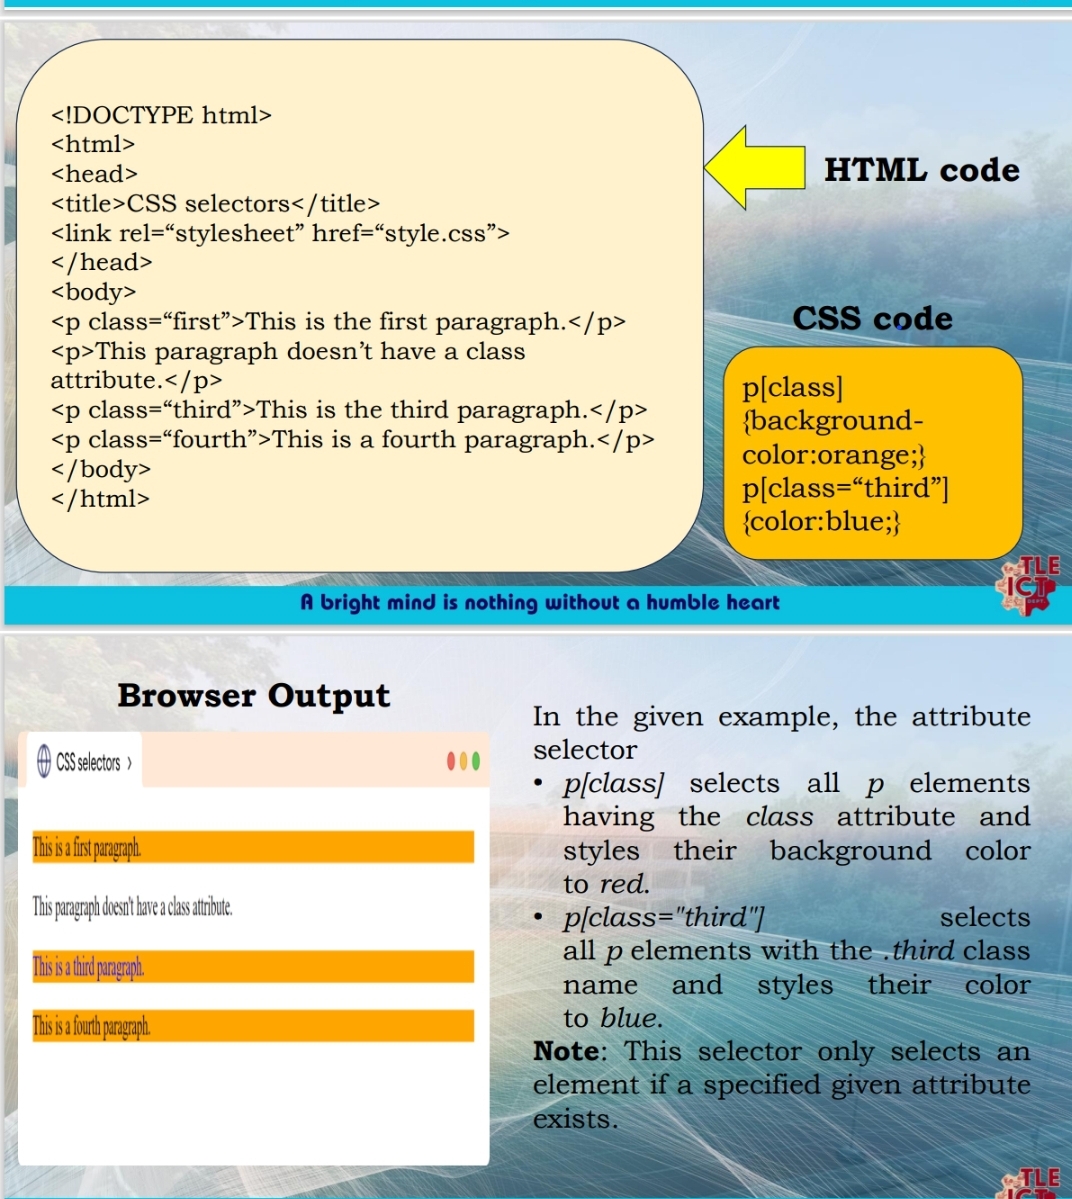 <!DOCTYPE html>
<html>
<head>
<title>CSS selectors</title>
<link rel=“stylesheet” href=“style.css”>
</head>
<body>
<p class=“first”>This is the first paragraph.</p>
<p>This paragraph doesn’t have a class
attribute.</p>
<p class=“third”>This is the third paragraph.</p>
<p class=“fourth”>This is a fourth paragraph.</p>
</body>
</html>
HTML code
CSS code
p[class]
{background-
color:orange;}
p[class=“third”]
{color:blue;}
TLE
ICT
DEPT.
A bright mind is nothing without a humble heart
Browser Output
CSS selectors ›
This is a first paragraph.
This paragraph doesn't have a class attribute.
This is a third paragraph.
This is a fourth paragraph.
In the given example, the attribute
selector
• p[class] selects all p elements
having the class attribute and
styles their background color
to red.
• p[class="third"] selects
all p elements with the .third class
name and styles their color
to blue.
Note: This selector only selects an
element if a specified given attribute
exists.
TLE
ICT